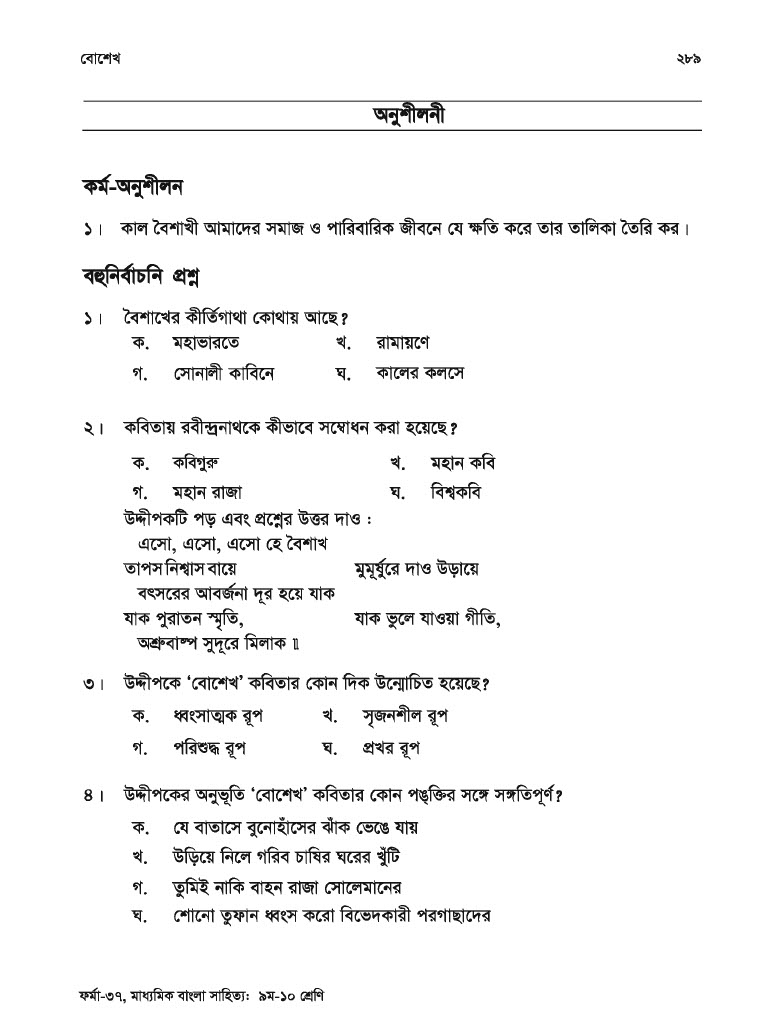 বোশেখ ২৮৯
অনুশীলনী
কর্ম-অনুশীলন
১। কাল বৈশাখী আমাদের সমাজ ও পারিবারিক জীবনে যে ক্ষতি করে তার তালিকা তৈরি কর।
বহুনির্বাচনি প্রশ্ন
১। বৈশাখের কীর্তিগাথা কোথায় আছে?
ক. মহাভারতে খ. রামায়ণে
গ. সোনালী কাবিনে ঘ. কালের কলসে
২। কবিতায় রবীন্দ্রনাথকে কীভাবে সম্বোধন করা হয়েছে?
ক. কবিগুরু খ. মহান কবি
গ. মহান রাজা ঘ. বিশ্বকবি
উদ্দীপকটি পড় এবং প্রশ্নের উত্তর দাও :
এসো, এসো, এসো হে বৈশাখ
তাপস নিশ্বাস বায়ে মুমূর্ষুরে দাও উড়ায়ে
বৎসরের আবর্জনা দূর হয়ে যাক
যাক পুরাতন স্মৃতি, যাক ভুলে যাওয়া গীতি,
অশ্রুবাষ্প সুদূরে মিলাক ॥
৩। উদ্দীপকে ‘বোশেখ’ কবিতার কোন দিক উন্মোচিত হয়েছে?
ক. ধ্বংসাত্মক রূপ খ. সৃজনশীল রূপ
গ. পরিশুদ্ধ রূপ ঘ. প্রখর রূপ
৪। উদ্দীপকের অনুভূতি ‘বোশেখ’ কবিতার কোন পঙ্‌ক্তির সঙ্গে সঙ্গতিপূর্ণ?
ক. যে বাতাসে বুনোহাঁসের ঝাঁক ভেঙে যায়
খ. উড়িয়ে নিলে গরিব চাষির ঘরের খুঁটি
গ. তুমিই নাকি বাহন রাজা সোলেমানের
ঘ. শোনো তুফান ধ্বংস করো বিভেদকারী পরগাছাদের
ফর্মা-৩৭, মাধ্যমিক বাংলা সাহিত্য: ৯ম-১০ শ্রেণি